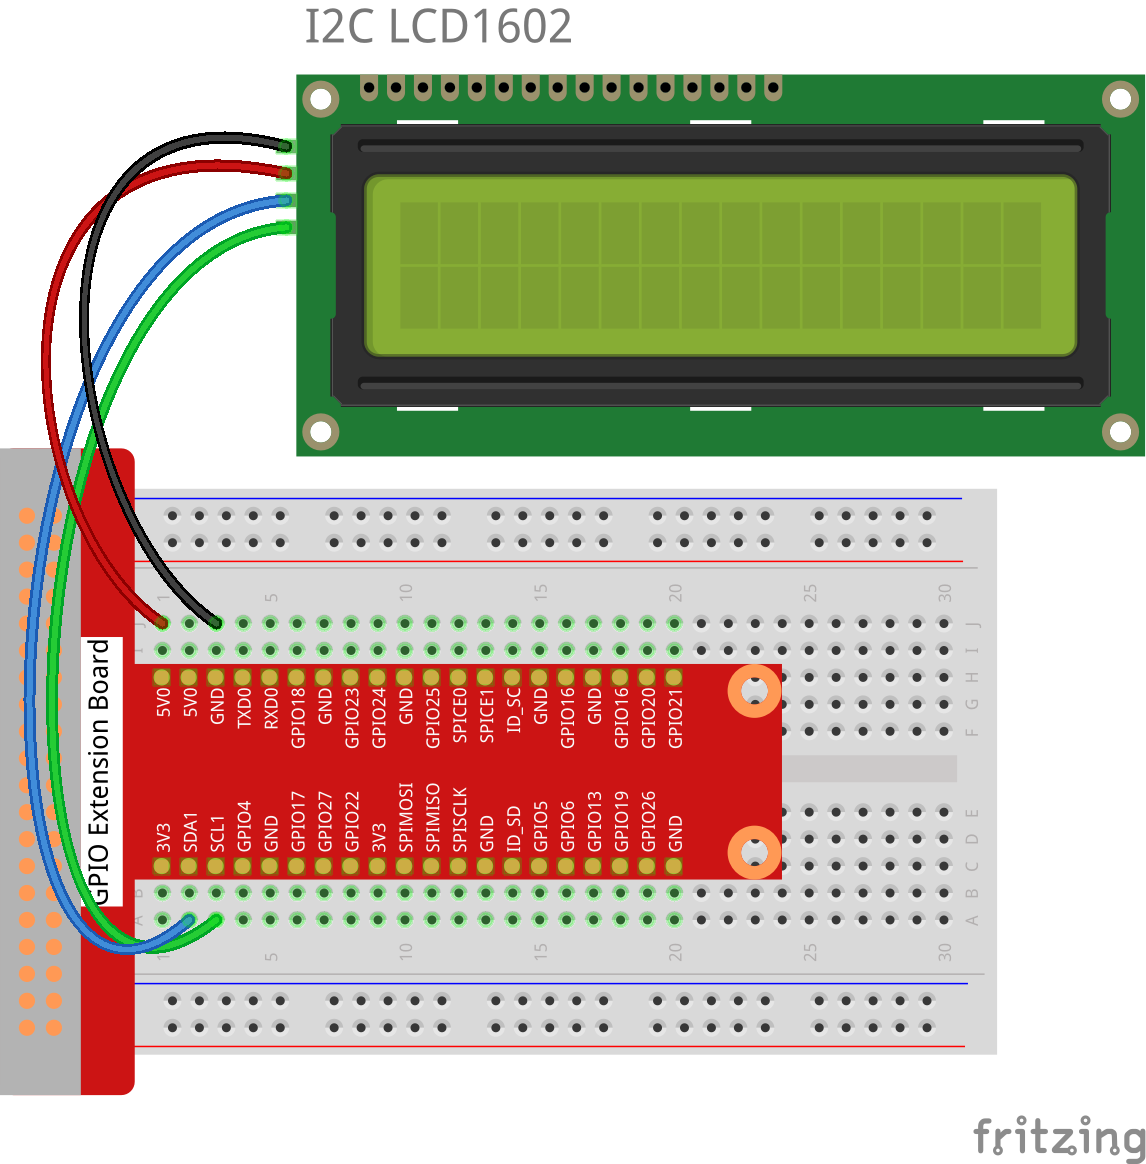 I2C LCD1602
1 5 10 15 20 25 30
J J
I I
H
G
F
5V0 5V0 GND TXD0 RXD0 GPIO18 GND GPIO23 GPIO24 GND GPIO25 SPICE0 SPICE1 ID_SC GND GPIO16 GND GPIO16 GPIO20 GPIO21
GPIO Extension Board
3V3 SDA1 SCL1 GPIO4 GND GPIO17 GPIO27 GPIO22 3V3 SPIMOSI SPIMISO SPISCLK GND ID_SD GPIO5 GPIO6 GPIO13 GPIO19 GPIO26 GND
E
D
C
B B
A A
1 5 10 15 20 25 30
fritzing